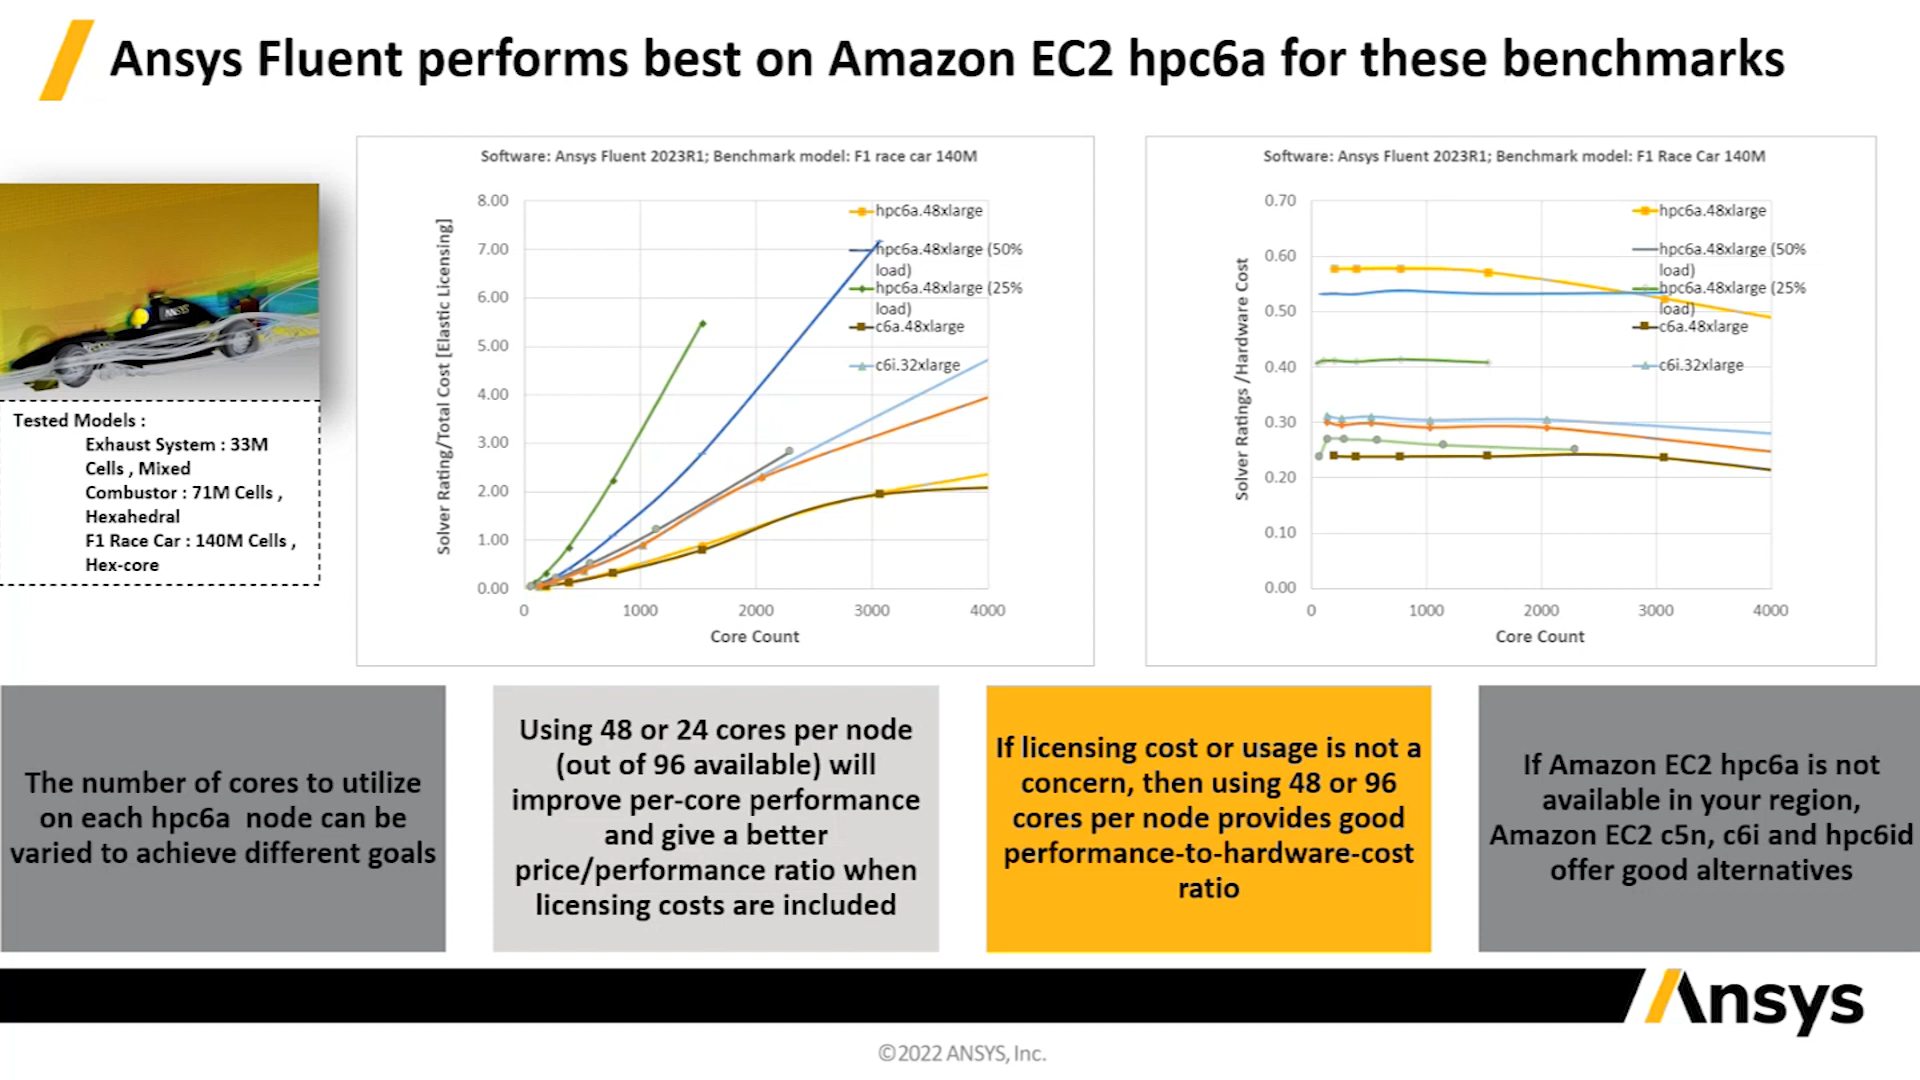 Ansys Fluent performs best on Amazon EC2 hpc6a for these benchmarks
ANSYS
Tested Models :
Exhaust System : 33M
Cells , Mixed
Combustor : 71M Cells ,
Hexahedral
F1 Race Car : 140M Cells ,
Hex-core
Software: Ansys Fluent 2023R1; Benchmark model: F1 race car 140M
Solver Rating/Total Cost [Elastic Licensing]
8.00
7.00
6.00
5.00
4.00
3.00
2.00
1.00
0.00
0
1000
2000
3000
4000
Core Count
hpc6a.48xlarge
hpc6a.48xlarge (50%
load)
hpc6a.48xlarge (25%
load)
c6a.48xlarge
c6i.32xlarge
Software: Ansys Fluent 2023R1; Benchmark model: F1 Race Car 140M
Solver Ratings /Hardware Cost
0.70
0.60
0.50
0.40
0.30
0.20
0.10
0.00
0
1000
2000
3000
4000
Core Count
hpc6a.48xlarge
hpc6a.48xlarge (50%
load)
hpc6a.48xlarge (25%
load)
c6a.48xlarge
c6i.32xlarge
The number of cores to utilize
on each hpc6a node can be
varied to achieve different goals
Using 48 or 24 cores per node
(out of 96 available) will
improve per-core performance
and give a better
price/performance ratio when
licensing costs are included
If licensing cost or usage is not a
concern, then using 48 or 96
cores per node provides good
performance-to-hardware-cost
ratio
If Amazon EC2 hpc6a is not
available in your region,
Amazon EC2 c5n, c6i and hpc6id
offer good alternatives
Ansys
©2022 ANSYS, Inc.